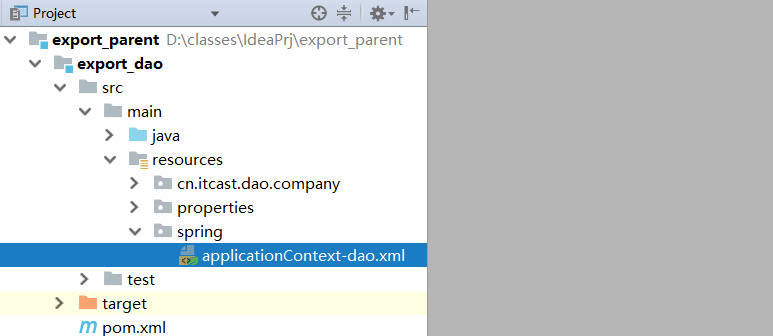 Project
export_parent D:\classes\IdeaPrj\export_parent
export_dao
src
main
java
resources
cn.itcast.dao.company
properties
spring
applicationContext-dao.xml
test
target
pom.xml